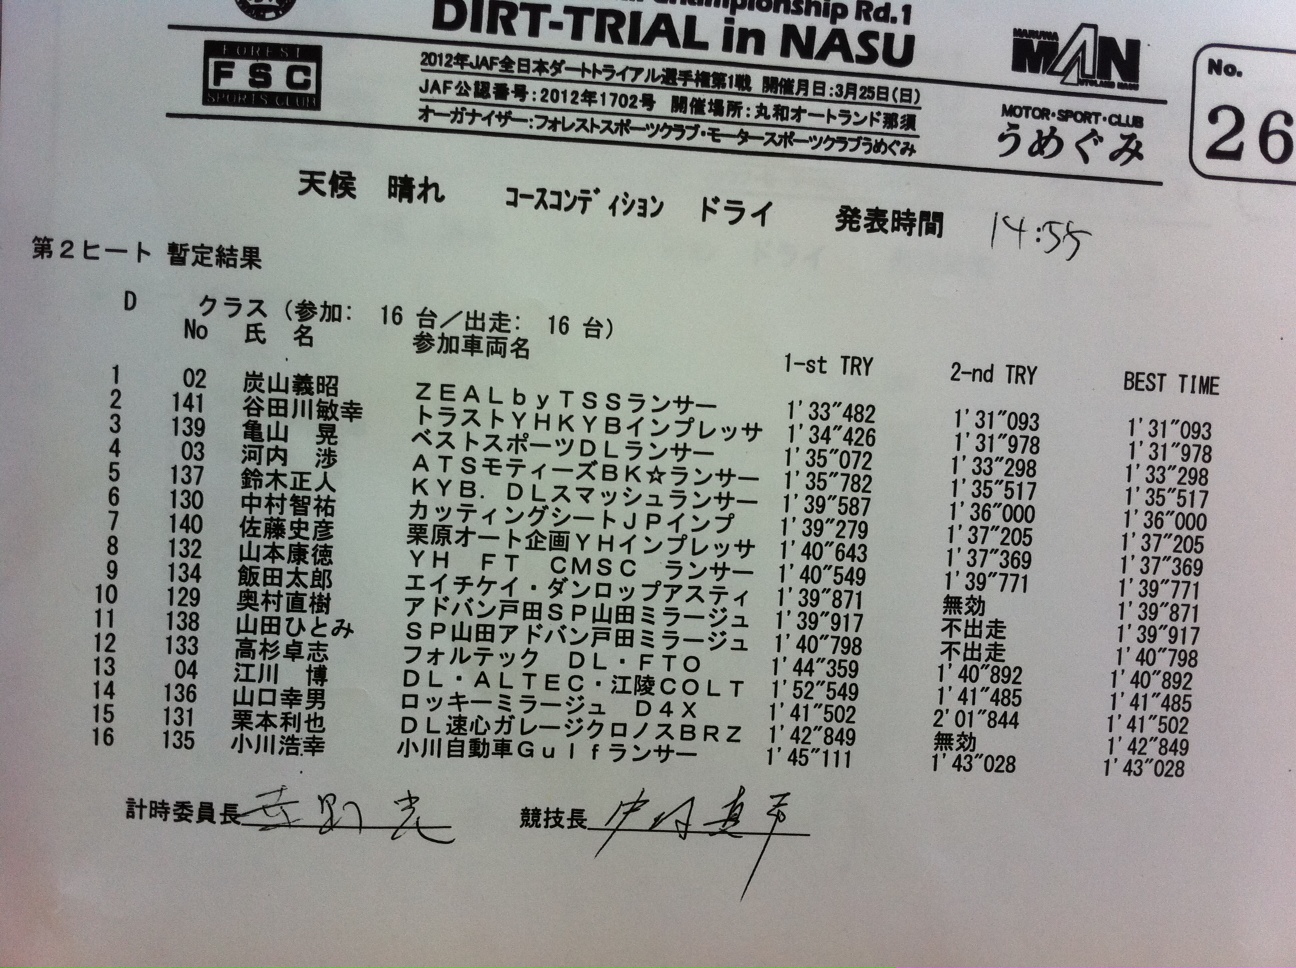 Championship Rd.1
DIRT-TRIAL in NASU
FOREST
FSC
SPORTS CLUB
2012年JAF全日本ダートトライアル選手権第1戦 開催月日:3月25日(日)
JAF公認番号:2012年1702号 開催場所:丸和オートランド那須
オーガナイザー:フォレストスポーツクラブ・モータースポーツクラブうめぐみ
MARUWA
MAN
AUTOLAND NASU
MOTOR・SPORT・CLUB
うめぐみ
No.
26
天候 晴れ コースコンディション ドライ 発表時間 14:55
第2ヒート 暫定結果
D クラス (参加: 16 台/出走: 16 台)
No 氏 名 参加車両名 1-st TRY 2-nd TRY BEST TIME
1 02 炭山義昭 ZEALbyTSSランサー 1'33"482 1'31"093 1'31"093
2 141 谷田川敏幸 トラストYHKYBインプレッサ 1'34"426 1'31"978 1'31"978
3 139 亀山 晃 ベストスポーツDLランサー 1'35"072 1'33"298 1'33"298
4 03 河内 渉 ATSモティーズBK☆ランサー 1'35"782 1'35"517 1'35"517
5 137 鈴木正人 KYB.DLスマッシュランサー 1'39"587 1'36"000 1'36"000
6 130 中村智祐 カッティングシートJPインプ 1'39"279 1'37"205 1'37"205
7 140 佐藤史彦 栗原オート企画YHインプレッサ 1'40"643 1'37"369 1'37"369
8 132 山本康徳 YH FT CMSC ランサー 1'40"549 1'39"771 1'39"771
9 134 飯田太郎 エイチケイ・ダンロップアスティ 1'39"871 無効 1'39"871
10 129 奥村直樹 アドバン戸田SP山田ミラージュ 1'39"917 不出走 1'39"917
11 138 山田ひとみ SP山田アドバン戸田ミラージュ 1'40"798 不出走 1'40"798
12 133 高杉卓志 フォルテック DL・FTO 1'44"359 1'40"892 1'40"892
13 04 江川 博 DL・ALTEC・江陵COLT 1'52"549 1'41"485 1'41"485
14 136 山口幸男 ロッキーミラージュ D4X 1'41"502 2'01"844 1'41"502
15 131 栗本利也 DL速心ガレージクロノスBRZ 1'42"849 無効 1'42"849
16 135 小川浩幸 小川自動車Gulfランサー 1'45"111 1'43"028 1'43"028
計時委員長 競技長